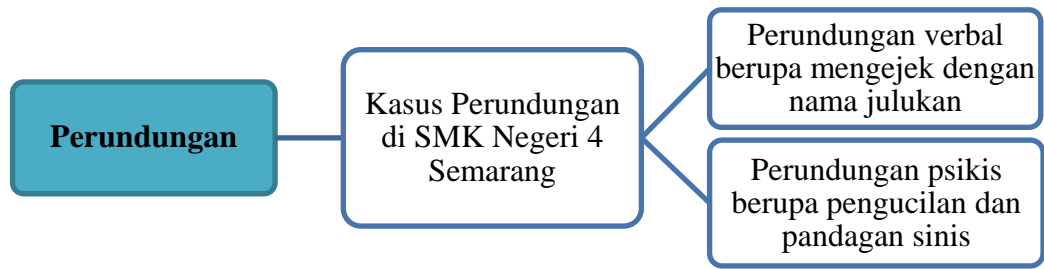 Perundungan
Kasus Perundungan
di SMK Negeri 4
Semarang
Perundungan verbal
berupa mengejek dengan
nama julukan
Perundungan psikis
berupa pengucilan dan
pandagan sinis